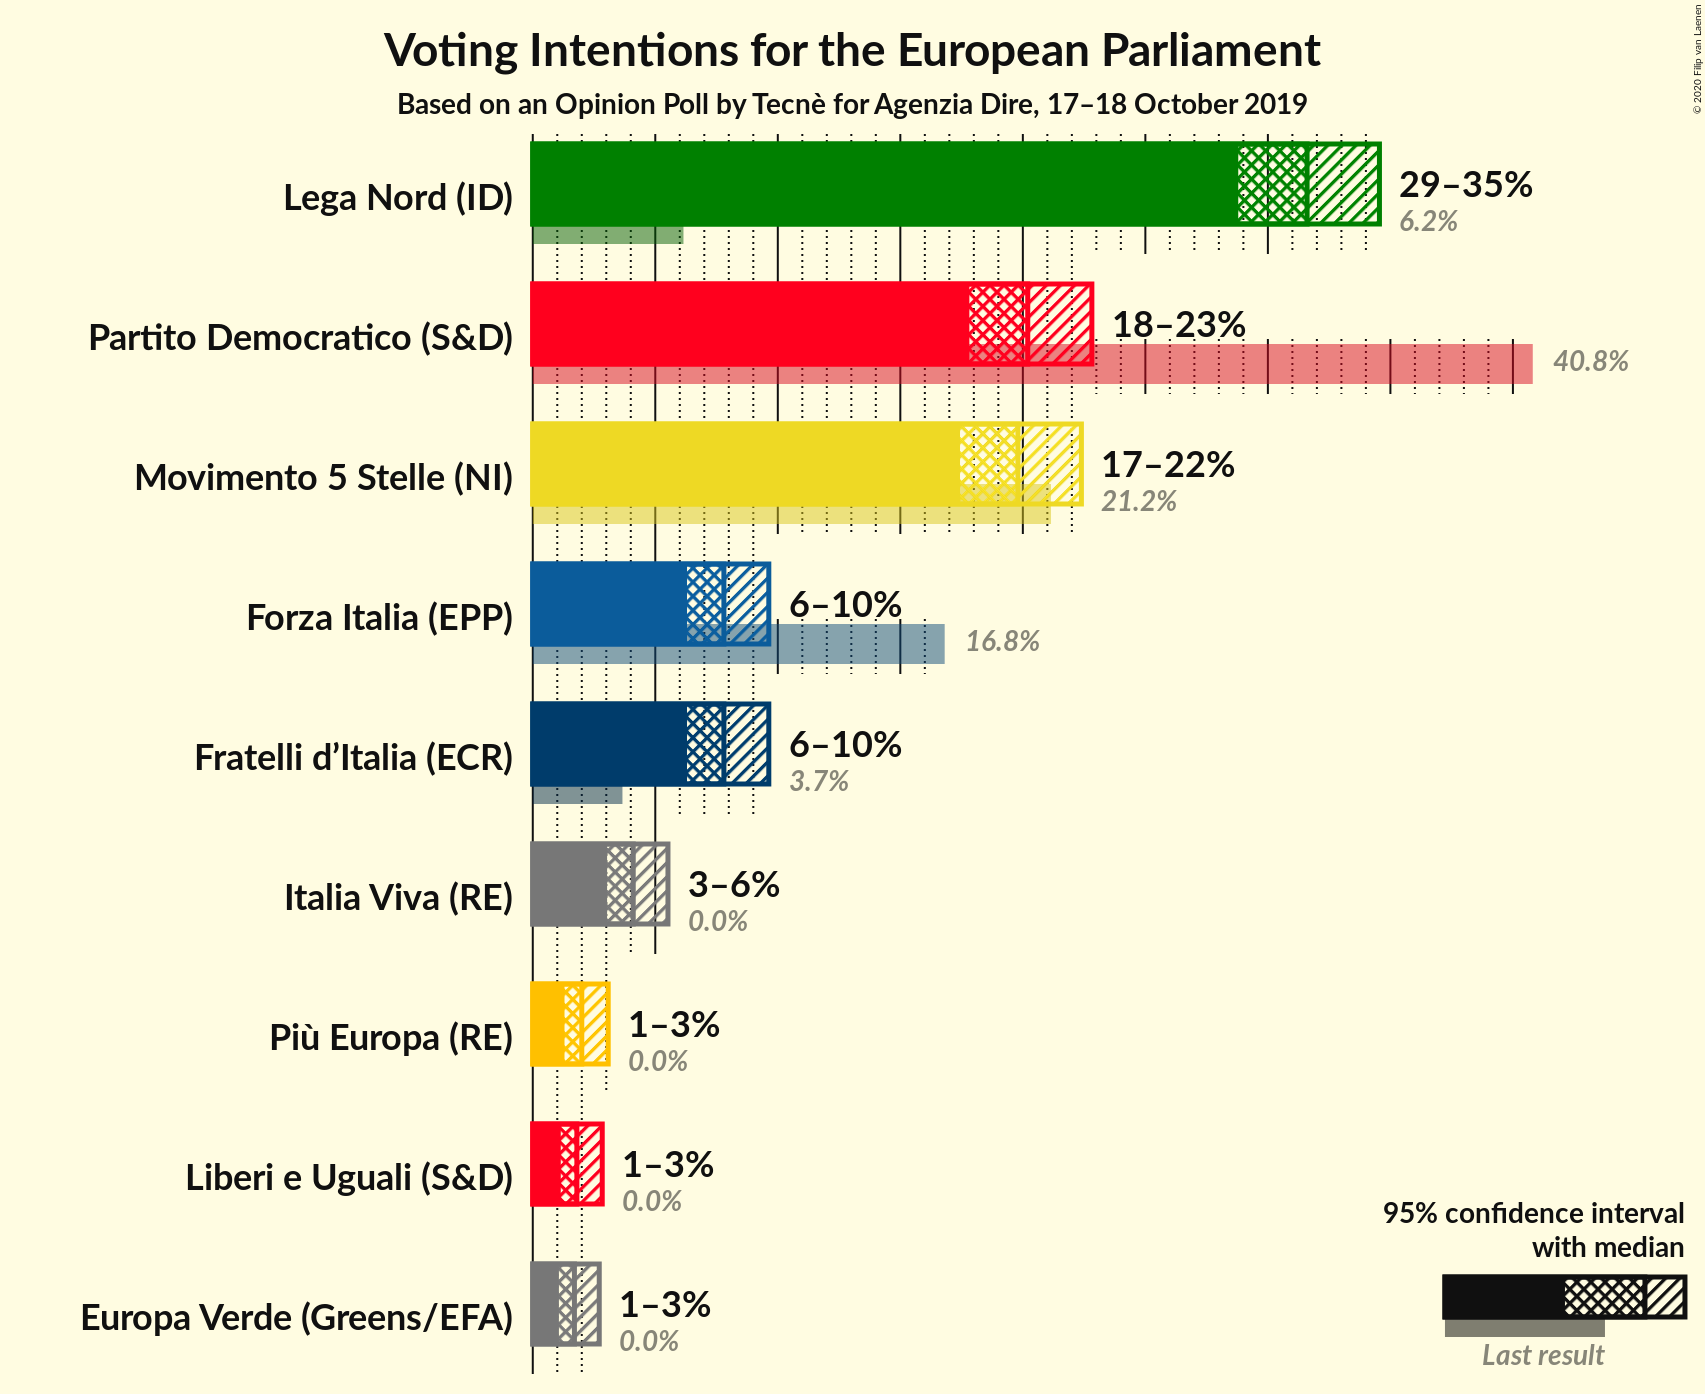 Voting Intentions for the European Parliament
Based on an Opinion Poll by Tecnè for Agenzia Dire, 17–18 October 2019
© 2020 Filip van Laenen
Lega Nord (ID)
29–35%
6.2%
Partito Democratico (S&D)
18–23%
40.8%
Movimento 5 Stelle (NI)
17–22%
21.2%
Forza Italia (EPP)
6–10%
16.8%
Fratelli d’Italia (ECR)
6–10%
3.7%
Italia Viva (RE)
3–6%
0.0%
Più Europa (RE)
1–3%
0.0%
Liberi e Uguali (S&D)
1–3%
0.0%
Europa Verde (Greens/EFA)
1–3%
0.0%
95% confidence interval
with median
Last result